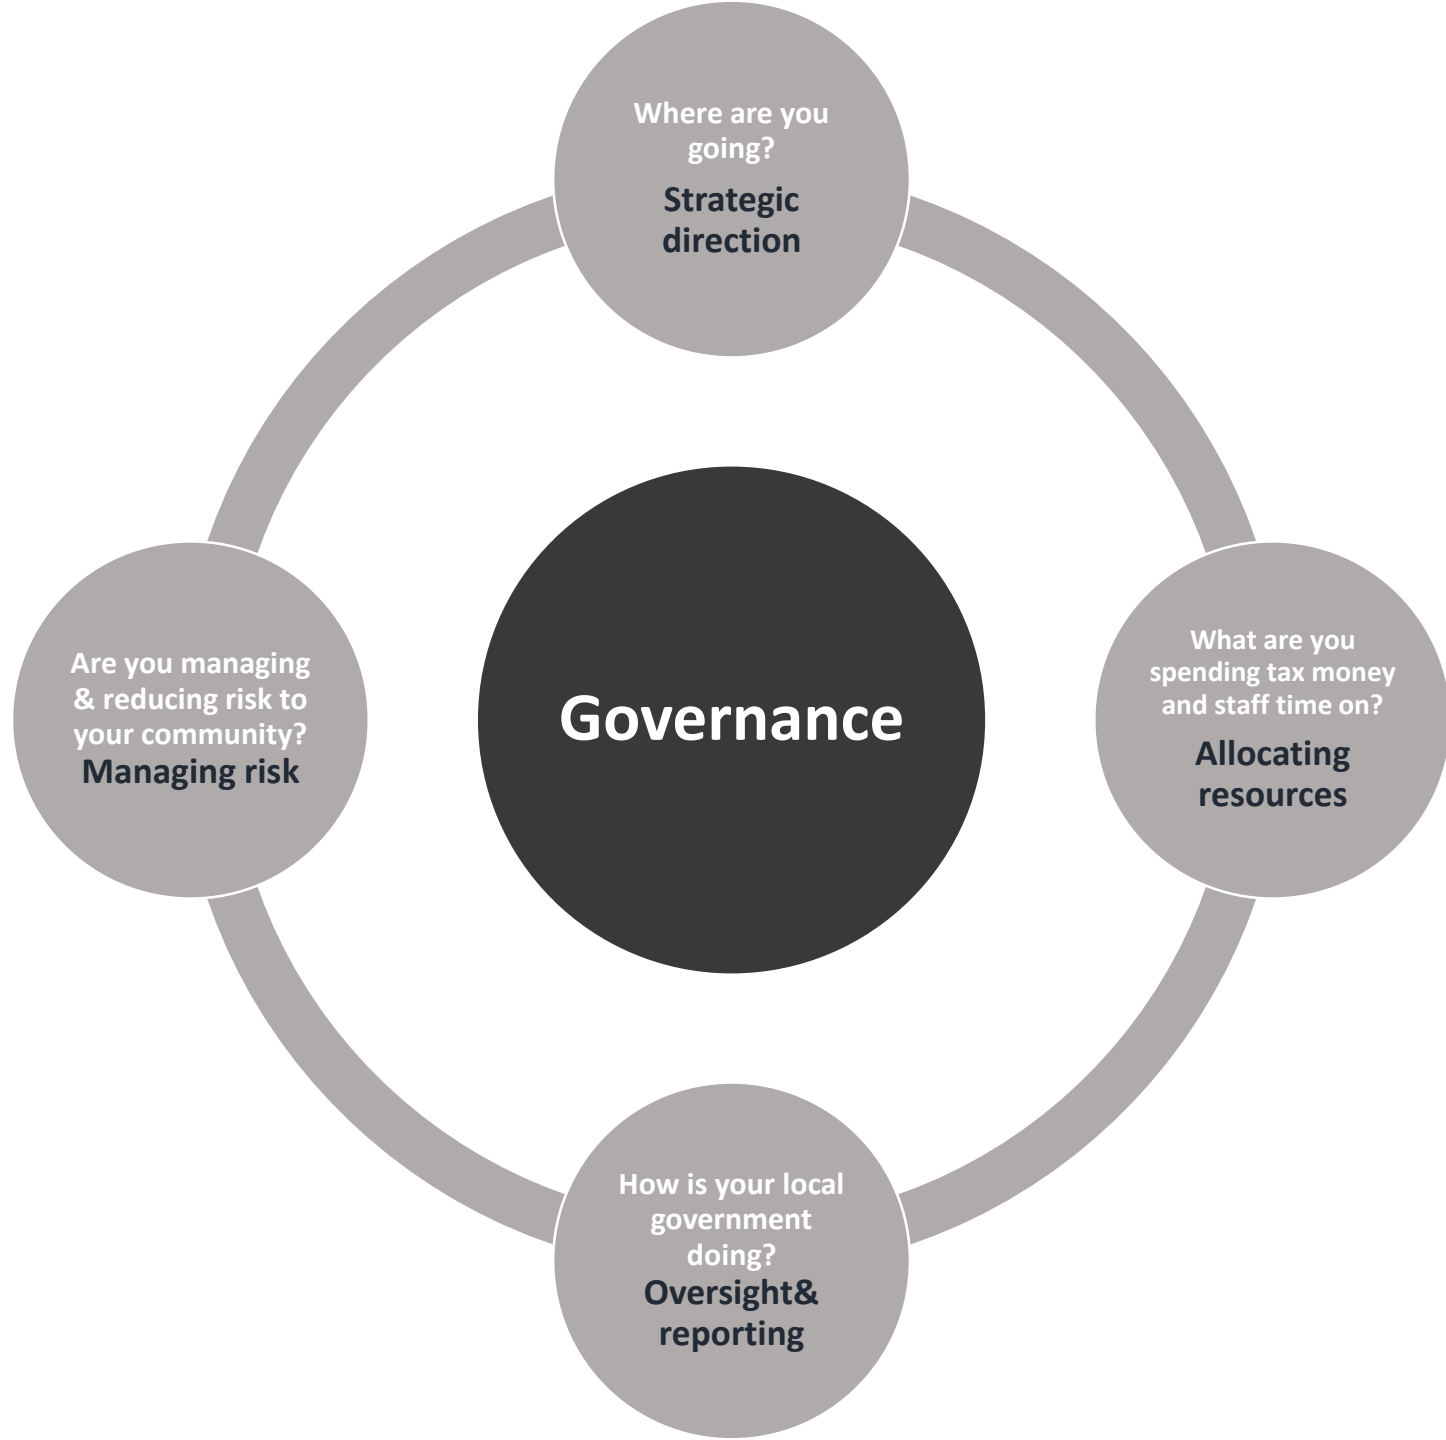 Where are you
going?
Strategic
direction
Are you managing
& reducing risk to
your community?
Managing risk
Governance
What are you
spending tax money
and staff time on?
Allocating
resources
How is your local
government
doing?
Oversight&
reporting